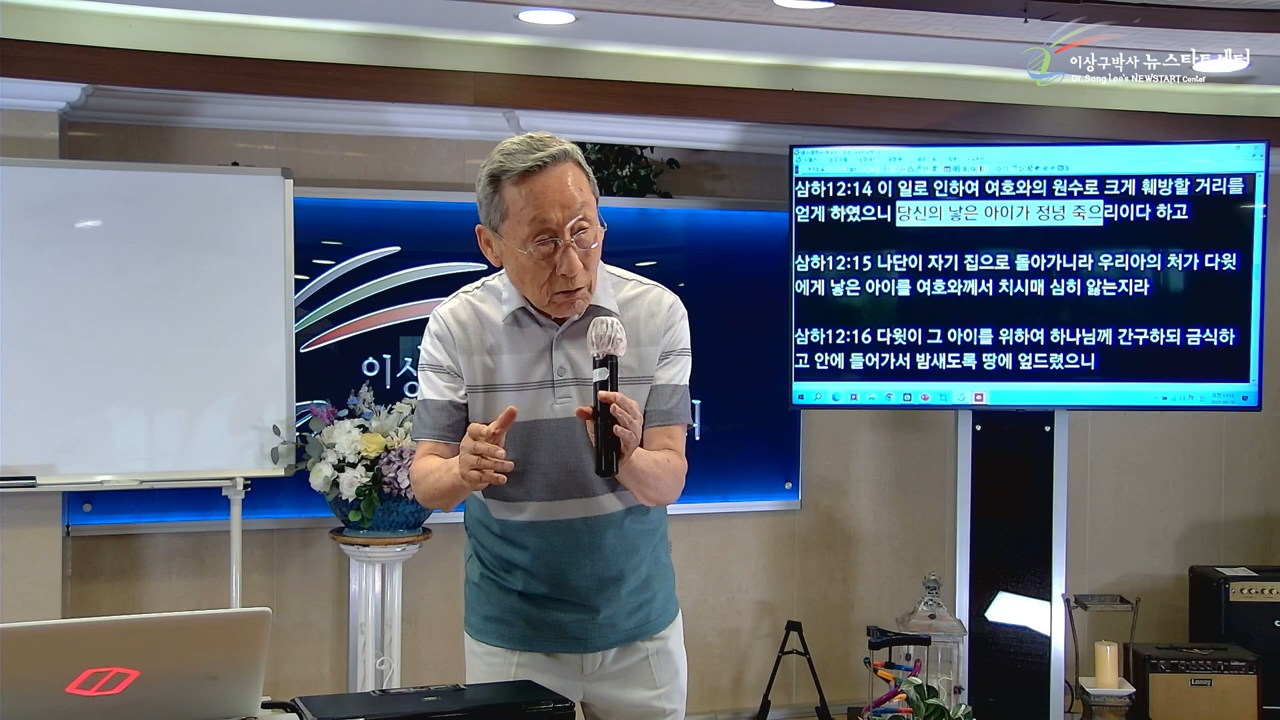 이상구박사 뉴스타트센터
Dr. Sang Lee's NEWSTART Center
삼하12:14 이 일로 인하여 여호와의 원수로 크게 훼방할 거리를
얻게 하였으니 당신의 낳은 아이가 정녕 죽으리이다 하고
삼하12:15 나단이 자기 집으로 돌아가니라 우리아의 처가 다윗
에게 낳은 아이를 여호와께서 치시매 심히 앓는지라
삼하12:16 다윗이 그 아이를 위하여 하나님께 간구하되 금식하
고 안에 들어가서 밤새도록 땅에 엎드렸으니
이상
Laney